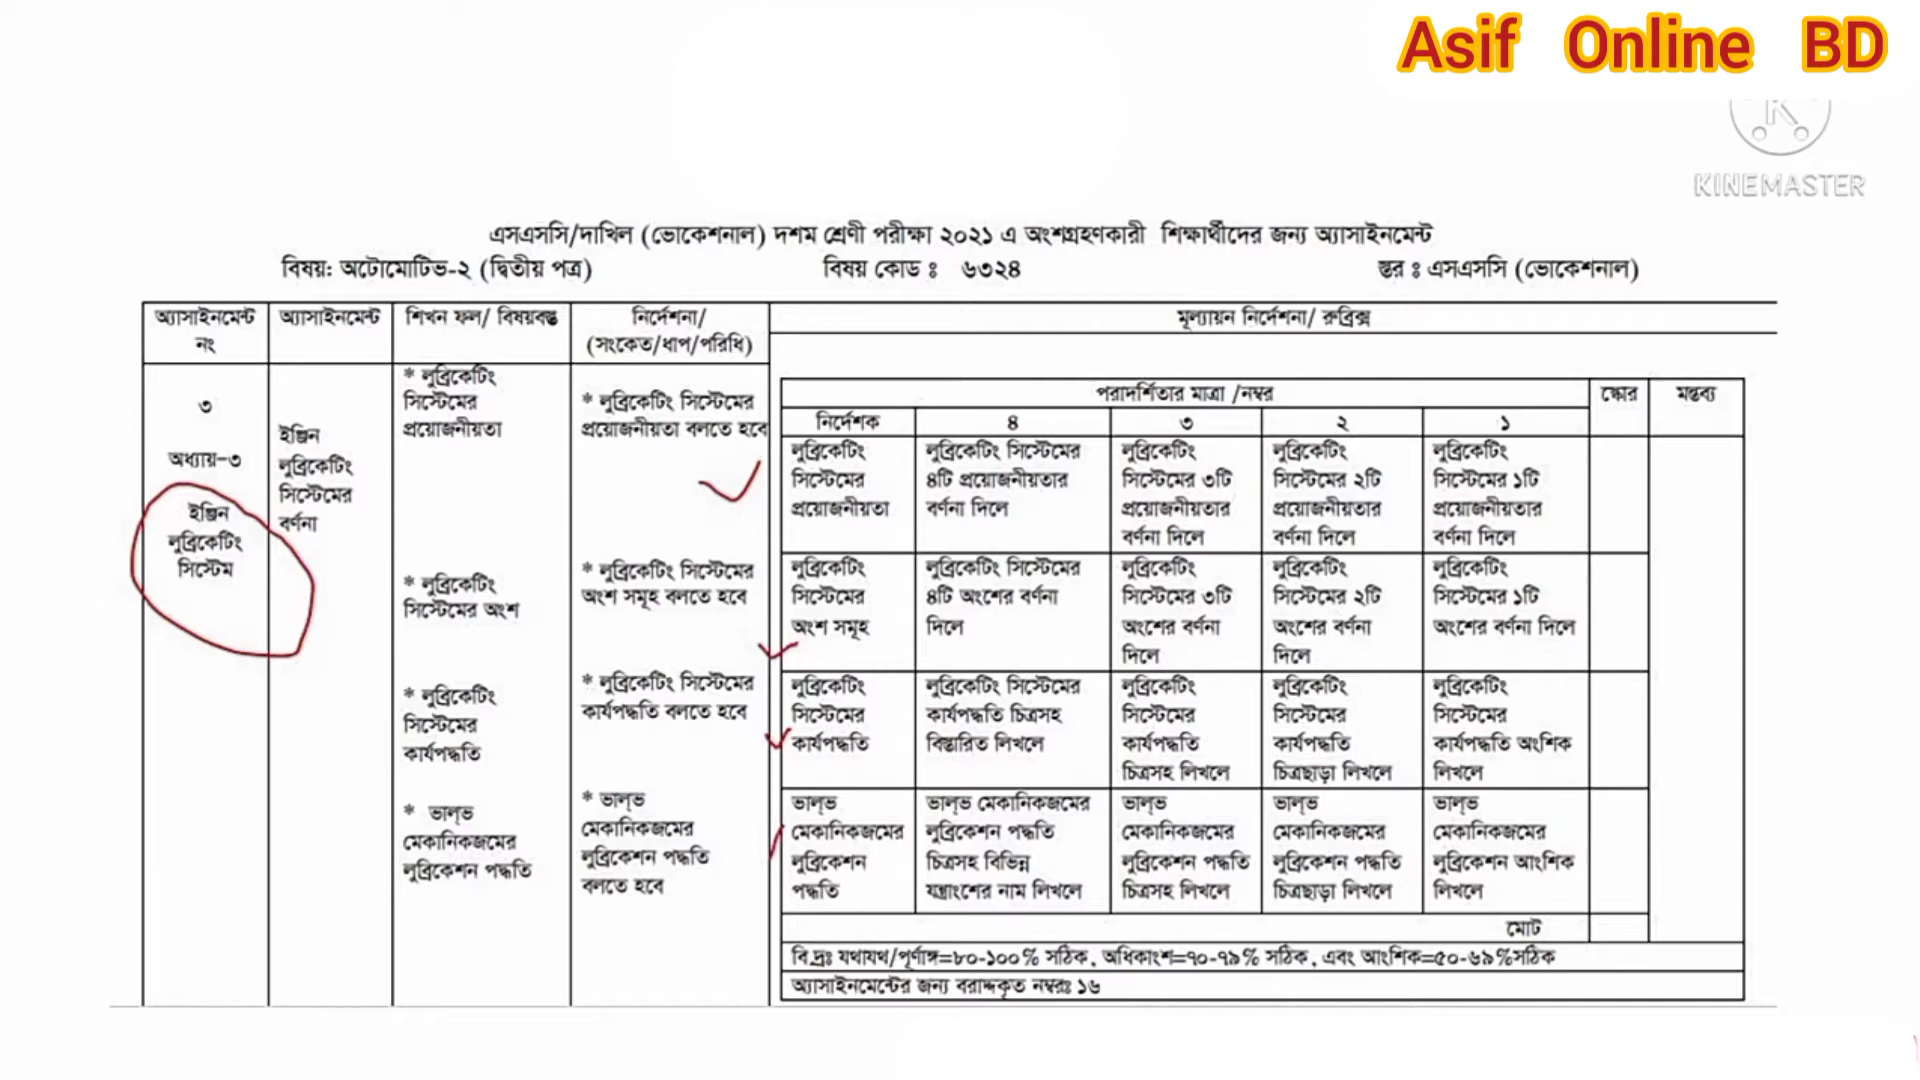 Asif Online BD
KINEMASTER
এসএসসি/দাখিল (ভোকেশনাল) দশম শ্রেণী পরীক্ষা ২০২১ এ অংশগ্রহণকারী শিক্ষার্থীদের জন্য অ্যাসাইনমেন্ট
বিষয়: অটোমোটিভ-২ (দ্বিতীয় পত্র) বিষয় কোড : ৬৩২৪ স্তর : এসএসসি (ভোকেশনাল)
অ্যাসাইনমেন্ট
নং
অ্যাসাইনমেন্ট
শিখন ফল/ বিষয়বস্তু
নির্দেশনা/
(সংকেত/ধাপ/পরিধি)
মূল্যায়ন নির্দেশনা/ রুব্রিক্স
৩
অধ্যায়-৩
ইঞ্জিন
লুব্রিকেটিং
সিস্টেম
ইঞ্জিন
লুব্রিকেটিং
সিস্টেমের
বর্ণনা
* লুব্রিকেটিং
সিস্টেমের
প্রয়োজনীয়তা
* লুব্রিকেটিং
সিস্টেমের অংশ
* লুব্রিকেটিং
সিস্টেমের
কার্যপদ্ধতি
* ভাল্ভ
মেকানিকজমের
লুব্রিকেশন পদ্ধতি
* লুব্রিকেটিং সিস্টেমের
প্রয়োজনীয়তা বলতে হবে
* লুব্রিকেটিং সিস্টেমের
অংশ সমূহ বলতে হবে
* লুব্রিকেটিং সিস্টেমের
কার্যপদ্ধতি বলতে হবে
* ভাল্ভ
মেকানিকজমের
লুব্রিকেশন পদ্ধতি
বলতে হবে
পরাদর্শিতার মাত্রা /নম্বর
স্কোর
মন্তব্য
নির্দেশক ৪ ৩ ২ ১
লুব্রিকেটিং
সিস্টেমের
প্রয়োজনীয়তা
লুব্রিকেটিং সিস্টেমের
৪টি প্রয়োজনীয়তার
বর্ণনা দিলে
লুব্রিকেটিং
সিস্টেমের ৩টি
প্রয়োজনীয়তার
বর্ণনা দিলে
লুব্রিকেটিং
সিস্টেমের ২টি
প্রয়োজনীয়তার
বর্ণনা দিলে
লুব্রিকেটিং
সিস্টেমের ১টি
প্রয়োজনীয়তার
বর্ণনা দিলে
লুব্রিকেটিং
সিস্টেমের
অংশ সমূহ
লুব্রিকেটিং সিস্টেমের
৪টি অংশের বর্ণনা
দিলে
লুব্রিকেটিং
সিস্টেমের ৩টি
অংশের বর্ণনা
দিলে
লুব্রিকেটিং
সিস্টেমের ২টি
অংশের বর্ণনা
দিলে
লুব্রিকেটিং
সিস্টেমের ১টি
অংশের বর্ণনা দিলে
লুব্রিকেটিং
সিস্টেমের
কার্যপদ্ধতি
লুব্রিকেটিং সিস্টেমের
কার্যপদ্ধতি চিত্রসহ
বিস্তারিত লিখলে
লুব্রিকেটিং
সিস্টেমের
কার্যপদ্ধতি
চিত্রসহ লিখলে
লুব্রিকেটিং
সিস্টেমের
কার্যপদ্ধতি
চিত্রছাড়া লিখলে
লুব্রিকেটিং
সিস্টেমের
কার্যপদ্ধতি অংশিক
লিখলে
ভাল্ভ
মেকানিকজমের
লুব্রিকেশন
পদ্ধতি
ভাল্ভ মেকানিকজমের
লুব্রিকেশন পদ্ধতি
চিত্রসহ বিভিন্ন
যন্ত্রাংশের নাম লিখলে
ভাল্ভ
মেকানিকজমের
লুব্রিকেশন পদ্ধতি
চিত্রসহ লিখলে
ভাল্ভ
মেকানিকজমের
লুব্রিকেশন পদ্ধতি
চিত্রছাড়া লিখলে
ভাল্ভ
মেকানিকজমের
লুব্রিকেশন আংশিক
লিখলে
মোট
বি.দ্রঃ যথাযথ/পূর্ণাঙ্গ=৮০-১০০% সঠিক, অধিকাংশ=৭০-৭৯% সঠিক, এবং আংশিক=৫০-৬৯%সঠিক
অ্যাসাইনমেন্টের জন্য বরাদ্দকৃত নম্বরঃ ১৬